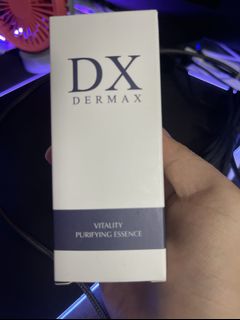 DX
DERMAX
VITALITY
PURIFYING ESSENCE